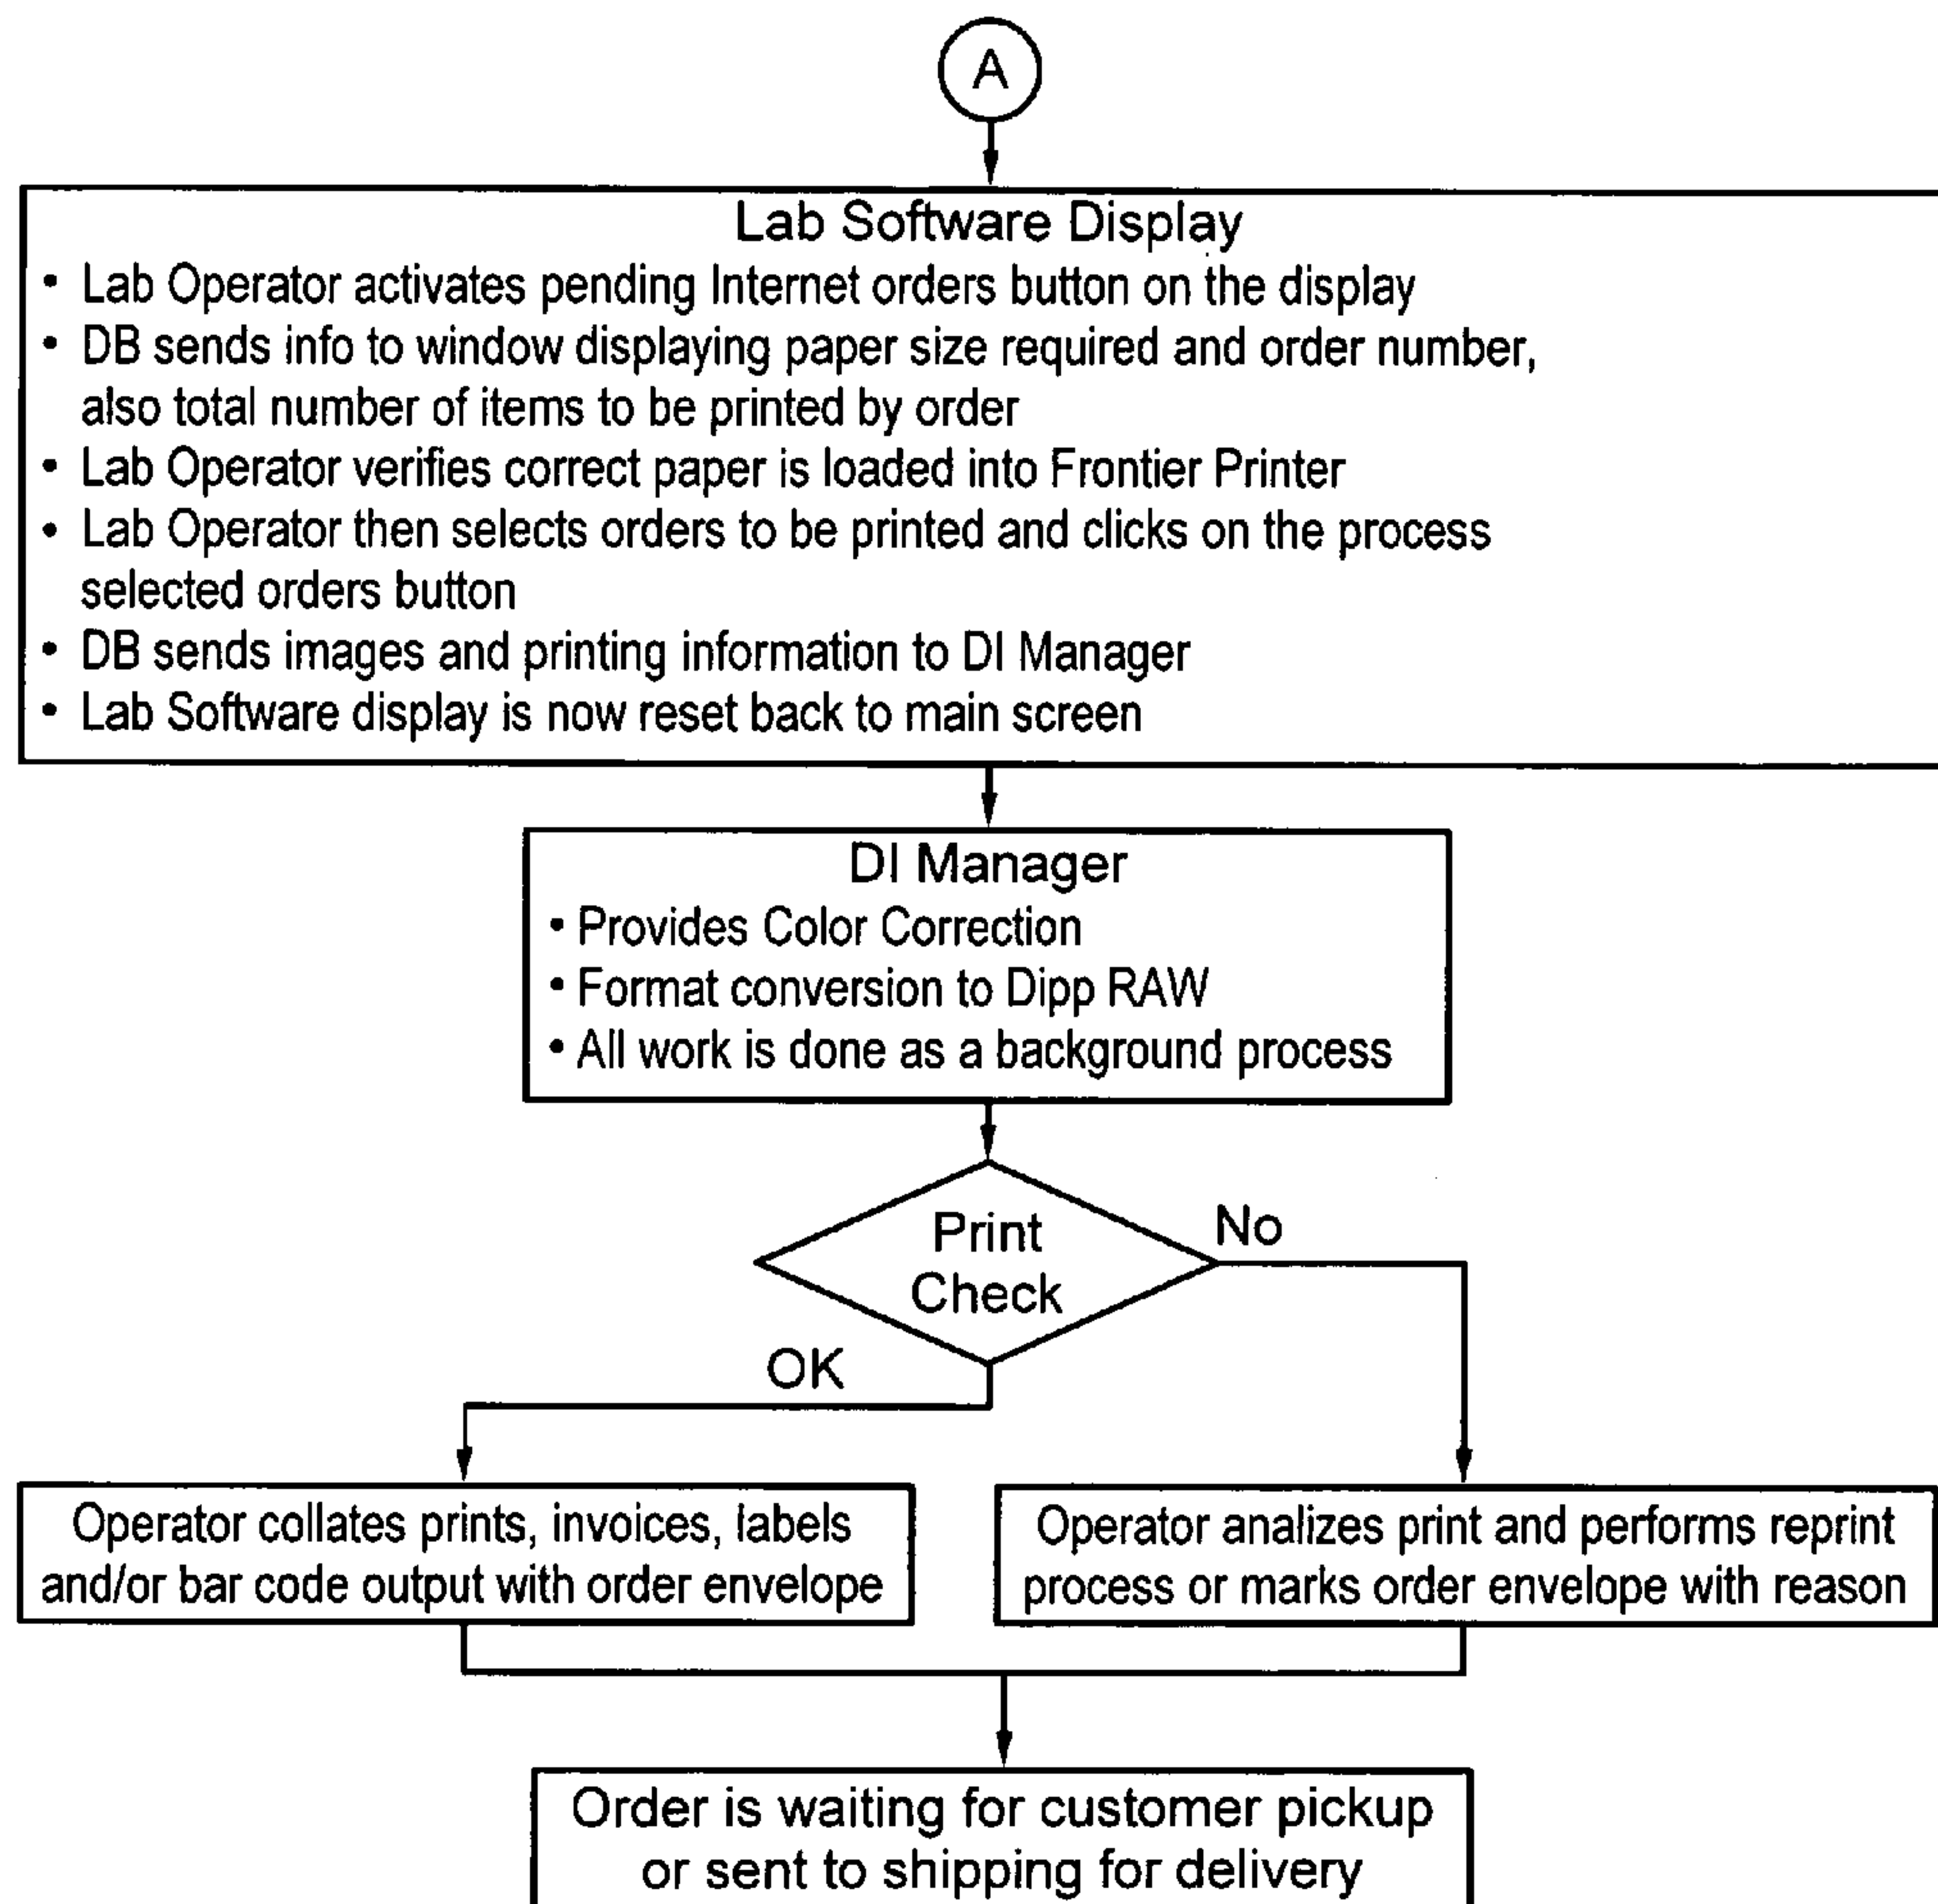 A
Lab Software Display
• Lab Operator activates pending Internet orders button on the display
• DB sends info to window displaying paper size required and order number,
also total number of items to be printed by order
• Lab Operator verifies correct paper is loaded into Frontier Printer
• Lab Operator then selects orders to be printed and clicks on the process
selected orders button
• DB sends images and printing information to DI Manager
• Lab Software display is now reset back to main screen
DI Manager
• Provides Color Correction
• Format conversion to Dipp RAW
• All work is done as a background process
Print
Check
No
OK
Operator collates prints, invoices, labels
and/or bar code output with order envelope
Operator analizes print and performs reprint
process or marks order envelope with reason
Order is waiting for customer pickup
or sent to shipping for delivery